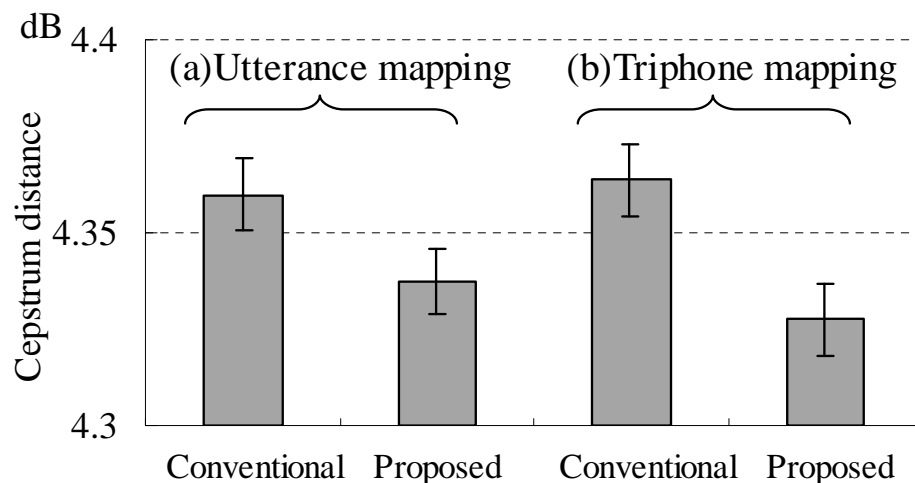 dB
4.4
(a)Utterance mapping
(b)Triphone mapping
Cepstrum distance
4.35
4.3
Conventional Proposed Conventional Proposed